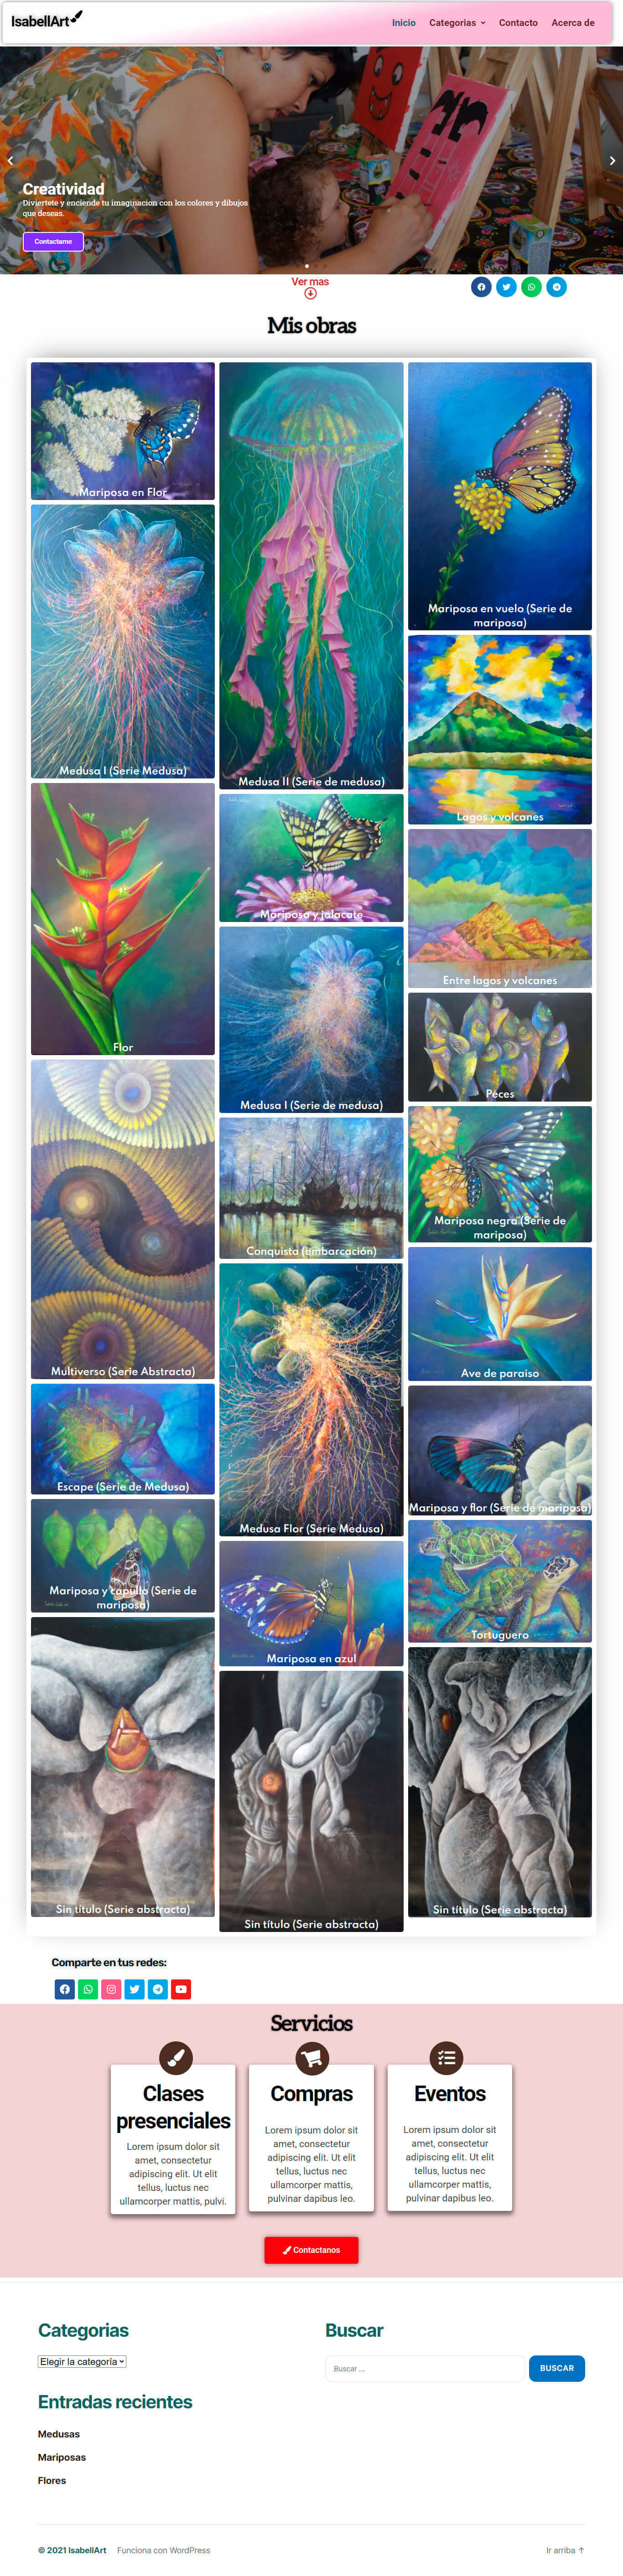 IsabellArt
Inicio
Categorias
Contacto
Acerca de
Creatividad
Diviertete y enciende tu imaginacion con los colores y dibujos
que deseas.
Contactame
Ver mas
Mis obras
Mariposa en Flor
Medusa I (Serie Medusa)
Flor
Multiverso (Serie Abstracta)
Escape (Serie de Medusa)
Mariposa y capullo (Serie de
mariposa)
Sin título (Serie abstracta)
Medusa II (Serie de medusa)
Mariposa y jalacate
Medusa I (Serie de medusa)
Conquista (embarcación)
Medusa Flor (Serie Medusa)
Mariposa en azul
Sin título (Serie abstracta)
Mariposa en vuelo (Serie de
mariposa)
Lagos y volcanes
Entre lagos y volcanes
Peces
Mariposa negra (Serie de
mariposa)
Ave de paraiso
Mariposa y flor (Serie de mariposa)
Tortuguero
Sin título (Serie abstracta)
Comparte en tus redes:
Servicios
Clases
presenciales
Lorem ipsum dolor sit
amet, consectetur
adipiscing elit. Ut elit
tellus, luctus nec
ullamcorper mattis, pulvi.
Compras
Lorem ipsum dolor sit
amet, consectetur
adipiscing elit. Ut elit
tellus, luctus nec
ullamcorper mattis,
pulvinar dapibus leo.
Eventos
Lorem ipsum dolor sit
amet, consectetur
adipiscing elit. Ut elit
tellus, luctus nec
ullamcorper mattis,
pulvinar dapibus leo.
Contactanos
Categorias
Elegir la categoría
Entradas recientes
Medusas
Mariposas
Flores
Buscar
Buscar …
BUSCAR
© 2021 IsabellArt
Funciona con WordPress
Ir arriba ↑